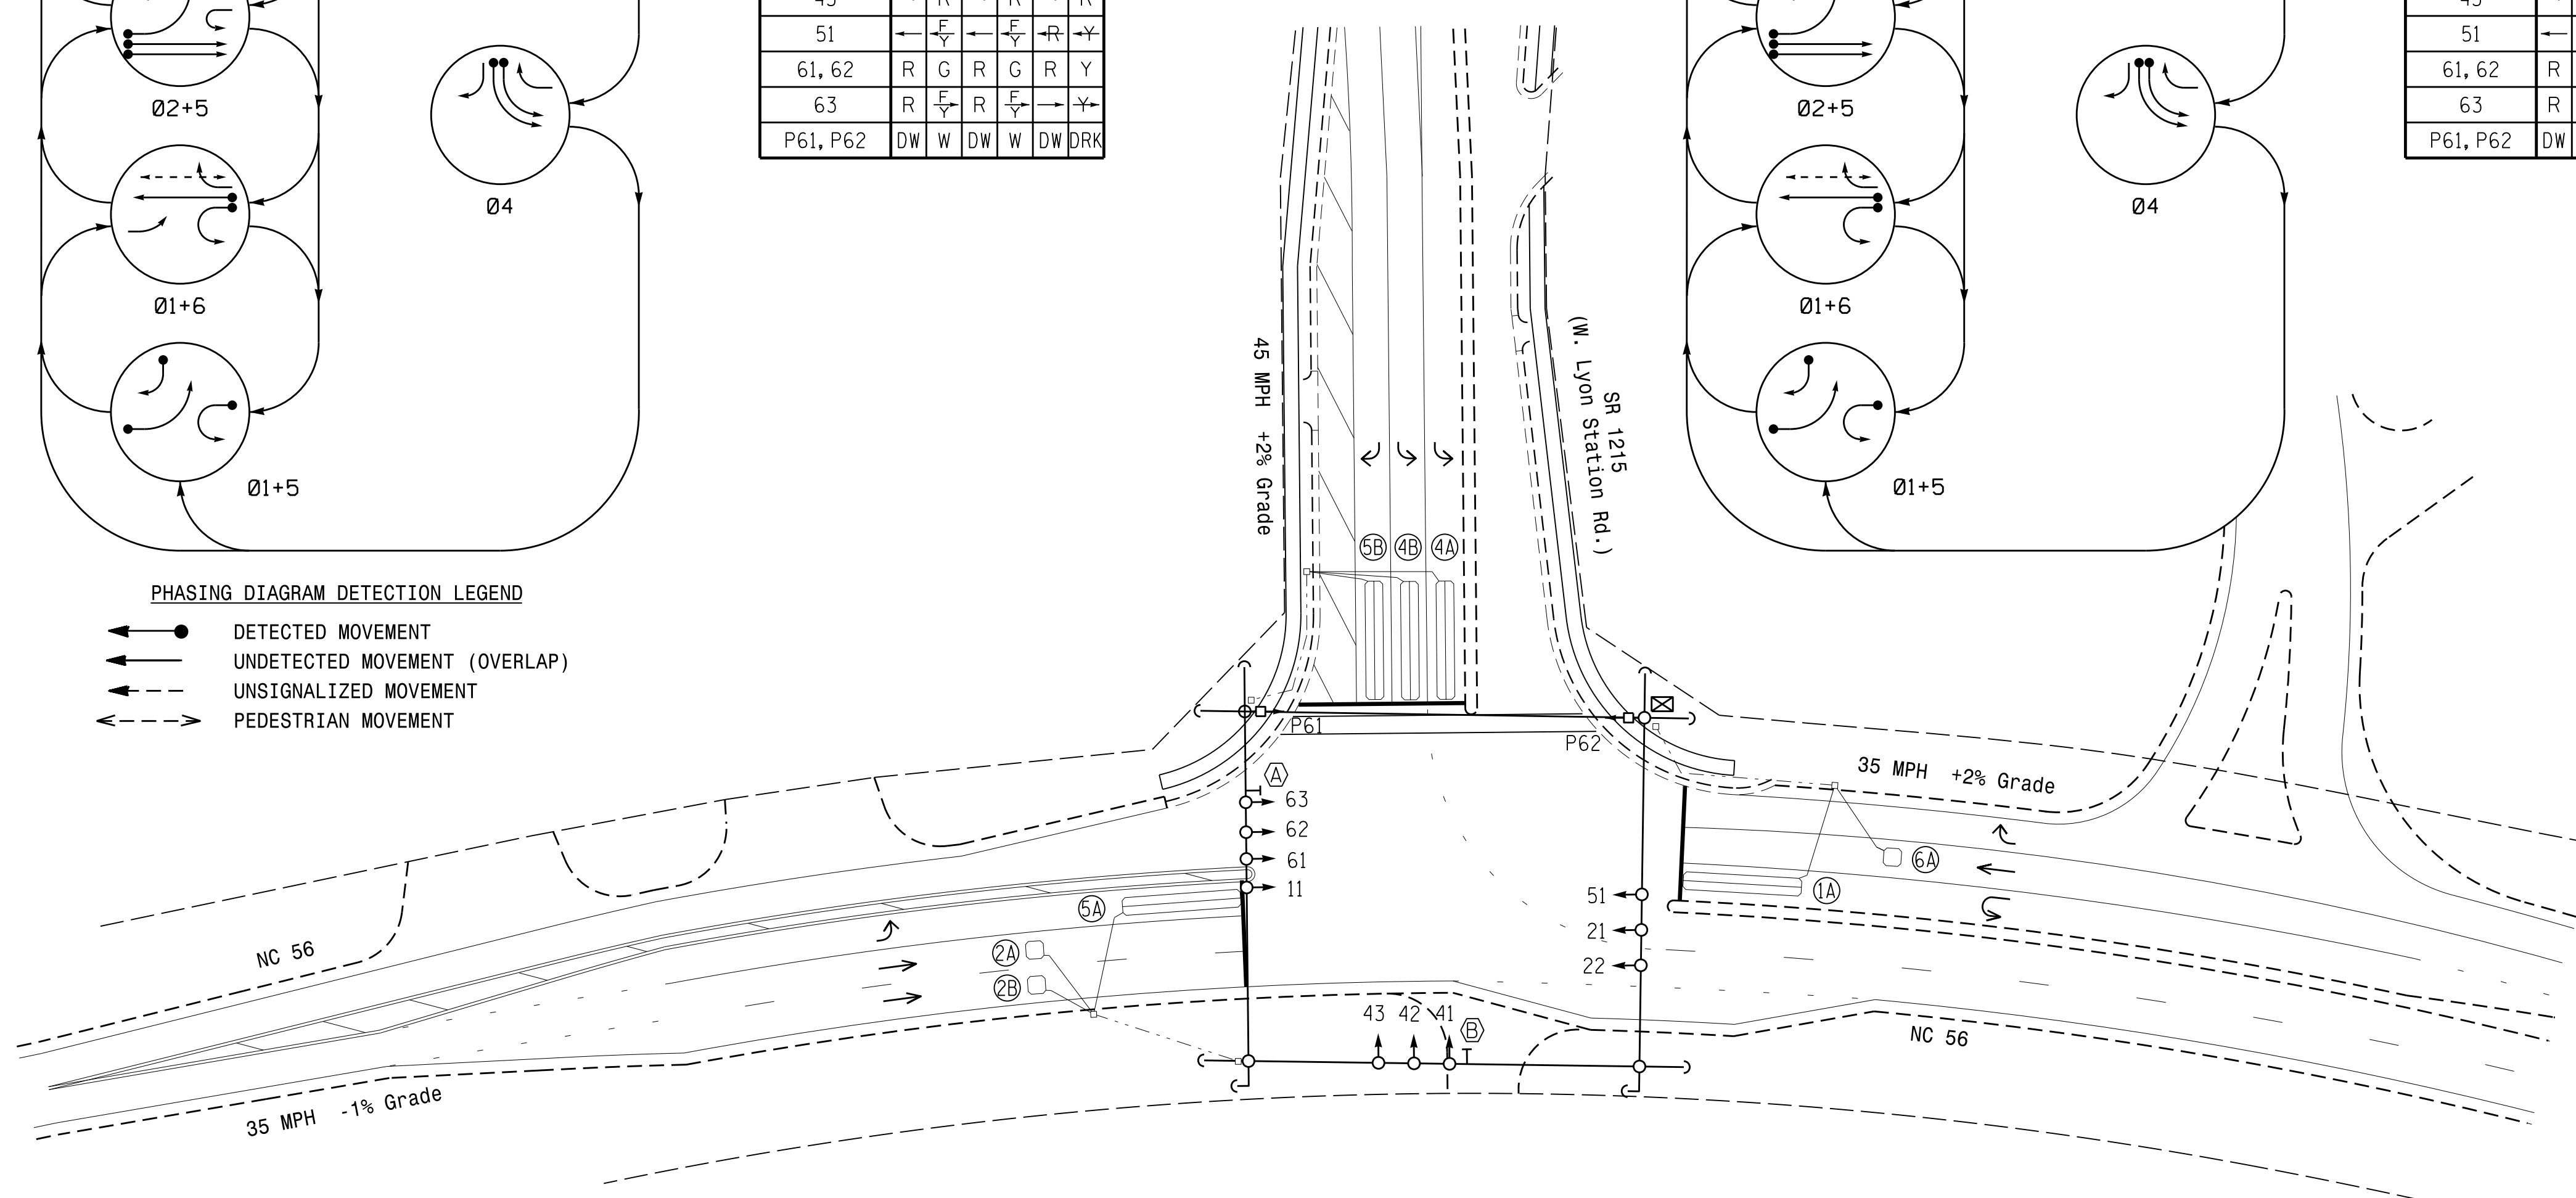 Ø2+5
Ø4
Ø1+6
Ø1+5
PHASING DIAGRAM DETECTION LEGEND
DETECTED MOVEMENT
UNDETECTED MOVEMENT (OVERLAP)
UNSIGNALIZED MOVEMENT
PEDESTRIAN MOVEMENT
51 F Y F Y R Y
61, 62 R G R G R Y
63 R F Y R F Y Y
P61, P62 DW W DW W DW DRK
45 MPH +2% Grade
SR 1215
(W. Lyon Station Rd.)
5B 4B 4A
P61
P62
A
63
62
61
11
51
21
22
5A
2A
2B
1A
6A
43 42 41
B
NC 56
35 MPH -1% Grade
35 MPH +2% Grade
NC 56
Ø2+5
Ø4
Ø1+6
Ø1+5
51
61, 62 R
63 R
P61, P62 DW